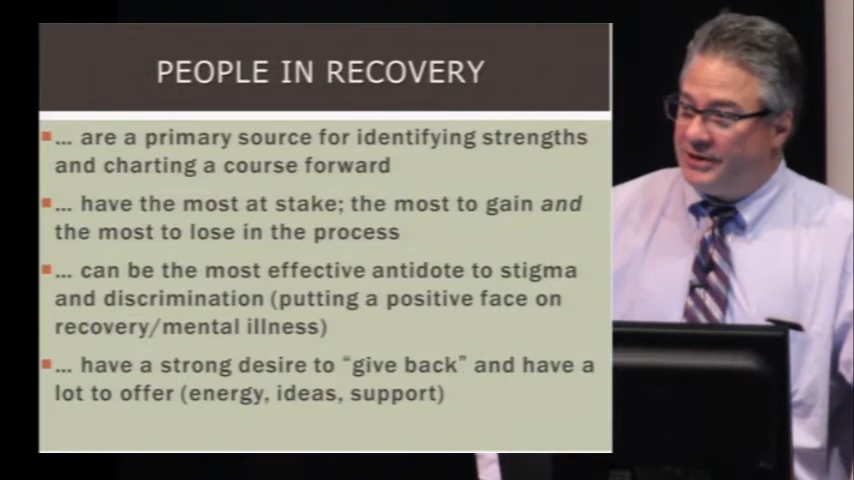 PEOPLE IN RECOVERY
… are a primary source for identifying strengths
and charting a course forward
… have the most at stake; the most to gain and
the most to lose in the process
… can be the most effective antidote to stigma
and discrimination (putting a positive face on
recovery/mental illness)
… have a strong desire to “give back” and have a
lot to offer (energy, ideas, support)